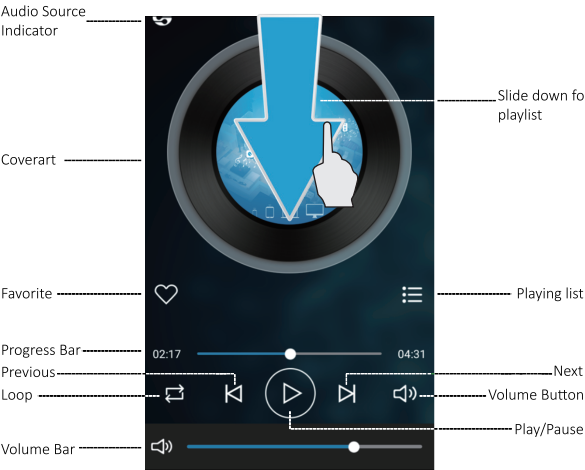 Audio Source
Indicator
Slide down fo
playlist
Coverart
Favorite
Playing list
Progress Bar
02:17
04:31
Previous
Next
Loop
Volume Button
Play/Pause
Volume Bar